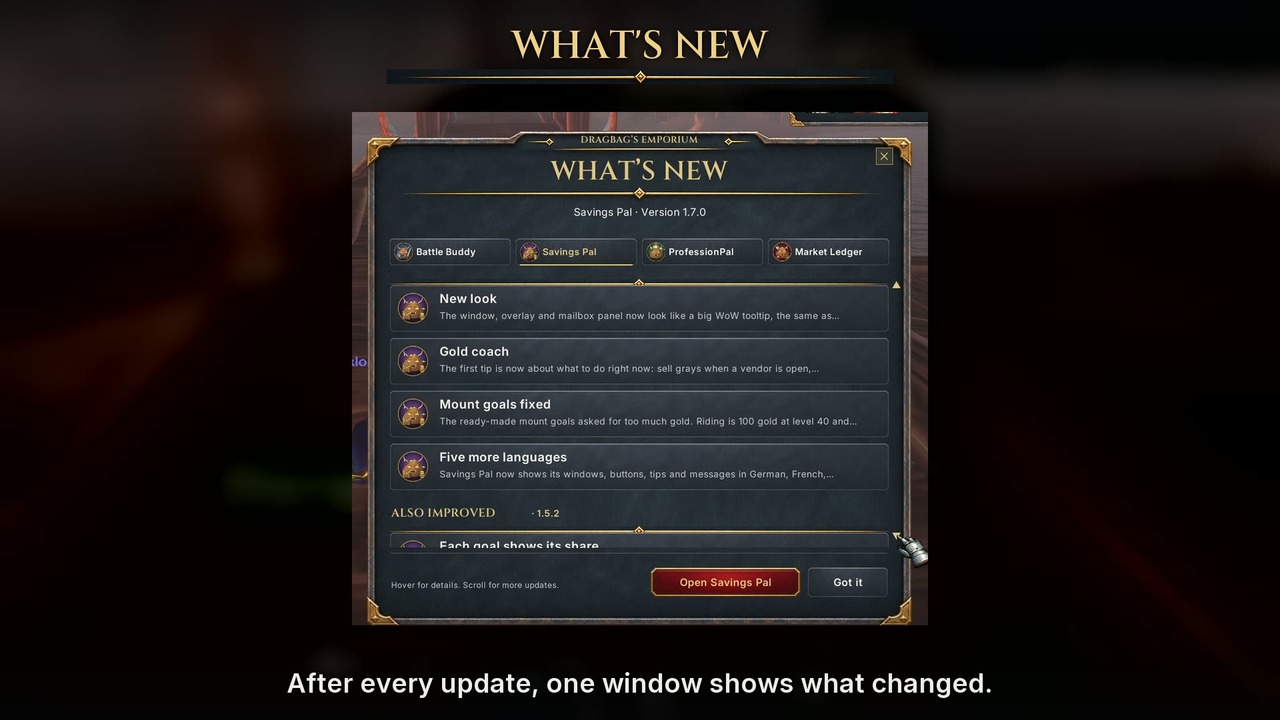 WHAT'S NEW
DRAGBAG'S EMPORIUM
WHAT'S NEW
Savings Pal · Version 1.7.0
Battle Buddy
Savings Pal
ProfessionPal
Market Ledger
New look
The window, overlay and mailbox panel now look like a big WoW tooltip, the same as...
Gold coach
The first tip is now about what to do right now: sell grays when a vendor is open,...
Mount goals fixed
The ready-made mount goals asked for too much gold. Riding is 100 gold at level 40 and...
Five more languages
Savings Pal now shows its windows, buttons, tips and messages in German, French,...
ALSO IMPROVED · 1.5.2
Each goal shows its share
Hover for details. Scroll for more updates.
Open Savings Pal
Got it
After every update, one window shows what changed.